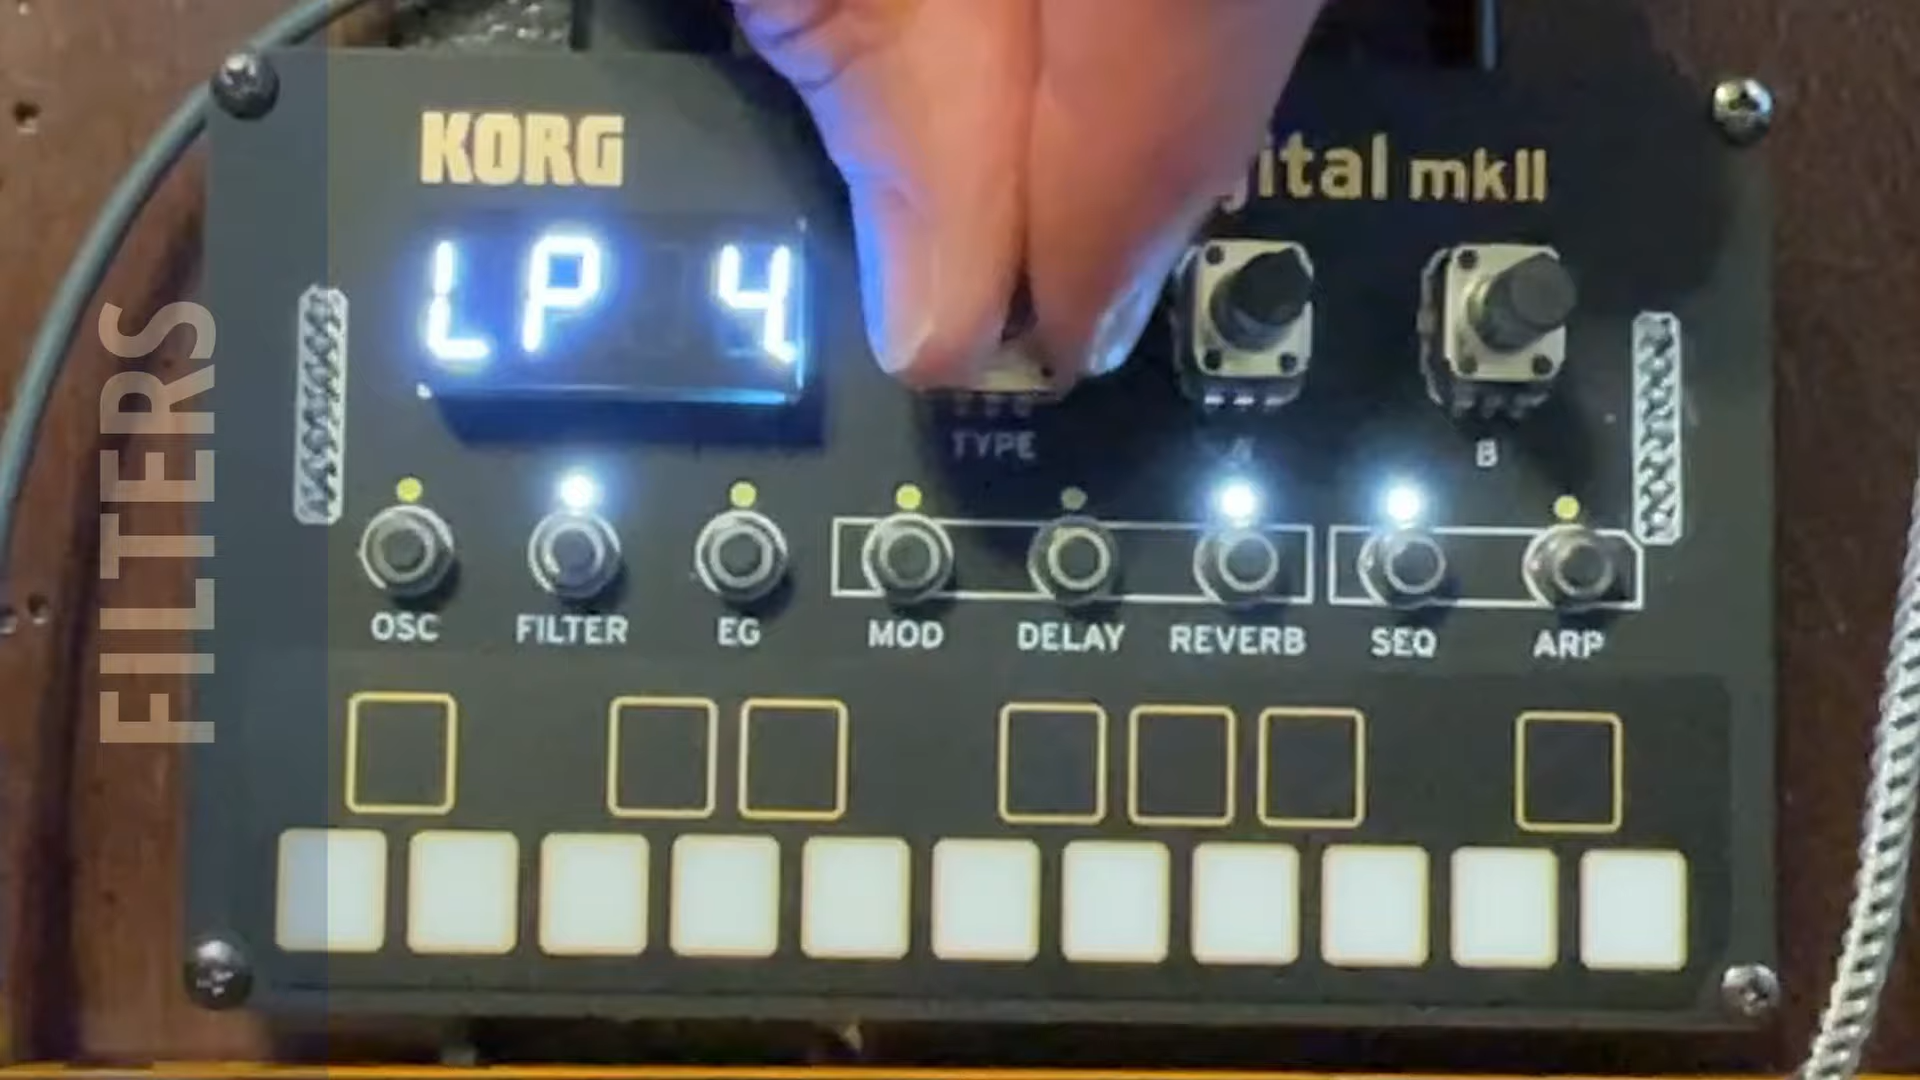 KORG
ital mkII
LP 4
TYPE
A
B
OSC
FILTER
EG
MOD
DELAY
REVERB
SEQ
ARP
FILTERS